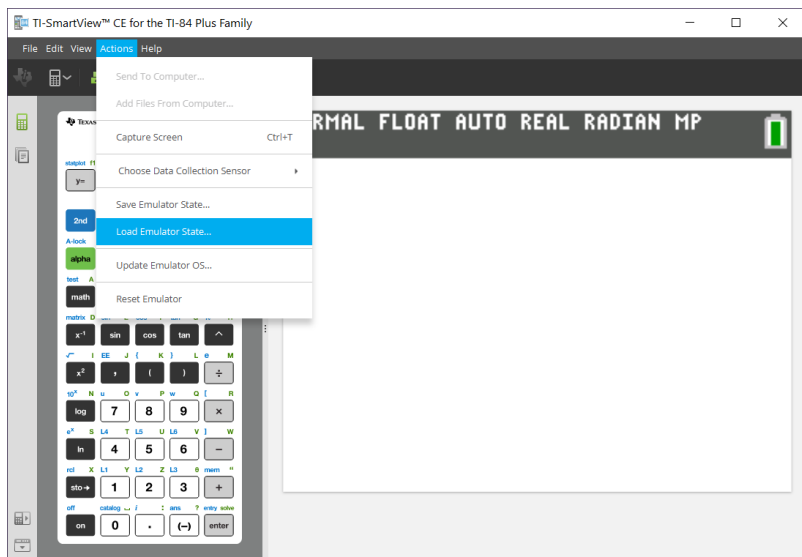 TI-SmartView™ CE for the TI-84 Plus Family
File Edit View Actions Help
Send To Computer...
Add Files From Computer...
Capture Screen Ctrl+T
Choose Data Collection Sensor
Save Emulator State...
Load Emulator State...
Update Emulator OS...
Reset Emulator
RMAL FLOAT AUTO REAL RADIAN MP
TEXAS
statplot f1
y=
2nd
A-lock
alpha
test A
math
matrix D
x⁻¹ sin cos tan ^
√ I EE J { K } L e M
x² , ( ) ÷
10ˣ N u O v P w Q [ R
log 7 8 9 ×
eˣ S L4 T L5 U L6 V ] W
ln 4 5 6 −
rcl X L1 Y L2 Z L3 θ mem "
sto→ 1 2 3 +
off catalog i : ans ? entry solve
on 0 . (−) enter